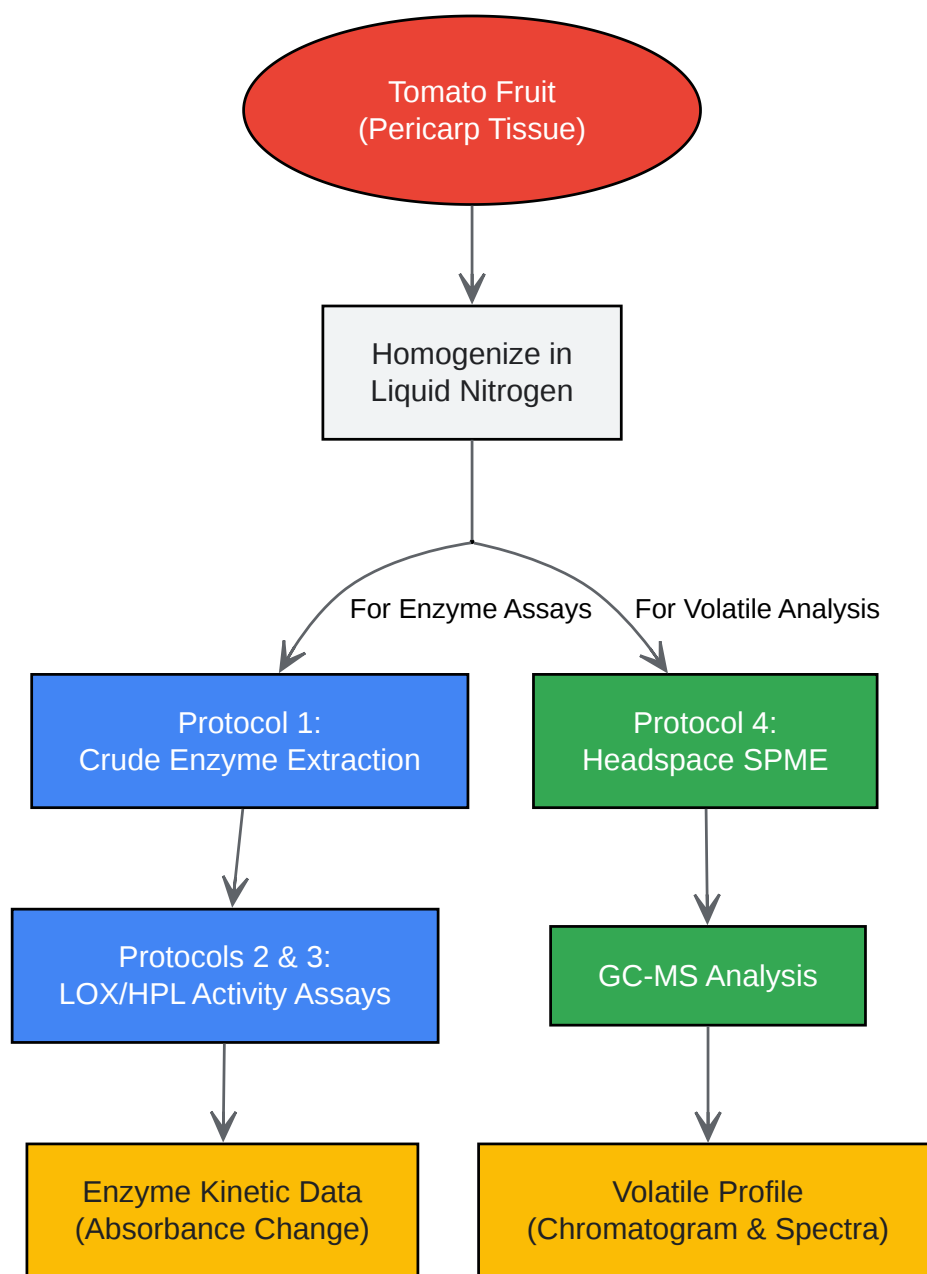 Tomato Fruit
(Pericarp Tissue)
Homogenize in
Liquid Nitrogen
For Enzyme Assays
For Volatile Analysis
Protocol 1:
Crude Enzyme Extraction
Protocol 4:
Headspace SPME
Protocols 2 & 3:
LOX/HPL Activity Assays
GC-MS Analysis
Enzyme Kinetic Data
(Absorbance Change)
Volatile Profile
(Chromatogram & Spectra)